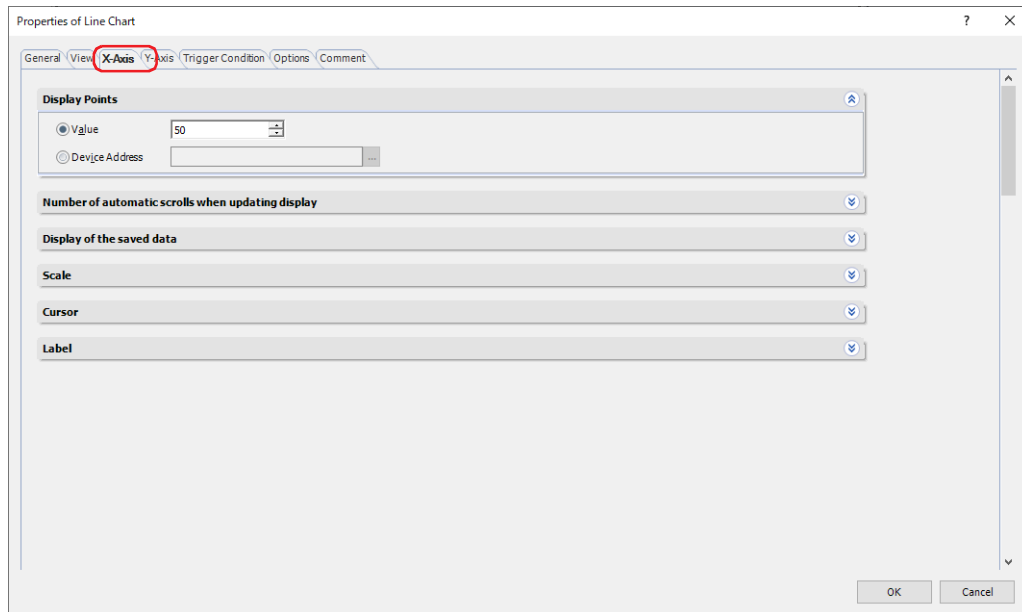 Properties of Line Chart
General View X-Axis Y-Axis Trigger Condition Options Comment
Display Points
Value 50
Device Address ...
Number of automatic scrolls when updating display
Display of the saved data
Scale
Cursor
Label
OK Cancel